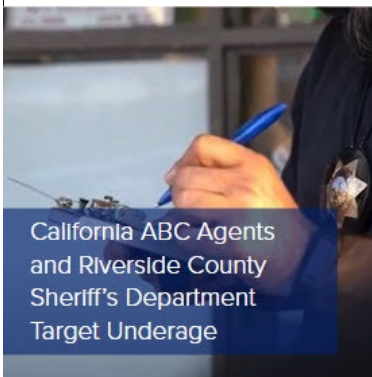 California ABC Agents
and Riverside County
Sheriff's Department
Target Underage